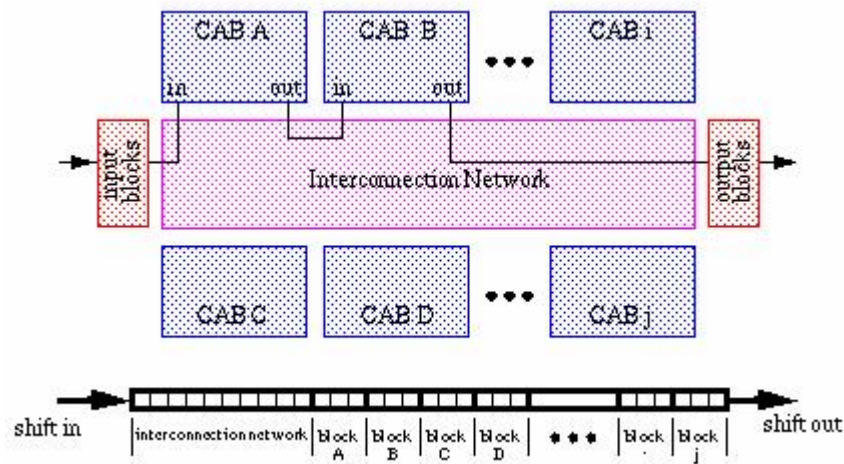 CAB A
CAB B
CAB i
in
out
in
out
input blocks
Interconnection Network
output blocks
CAB C
CAB D
CAB j
shift in
shift out
interconnection network
block A
block B
block C
block D
block
block j